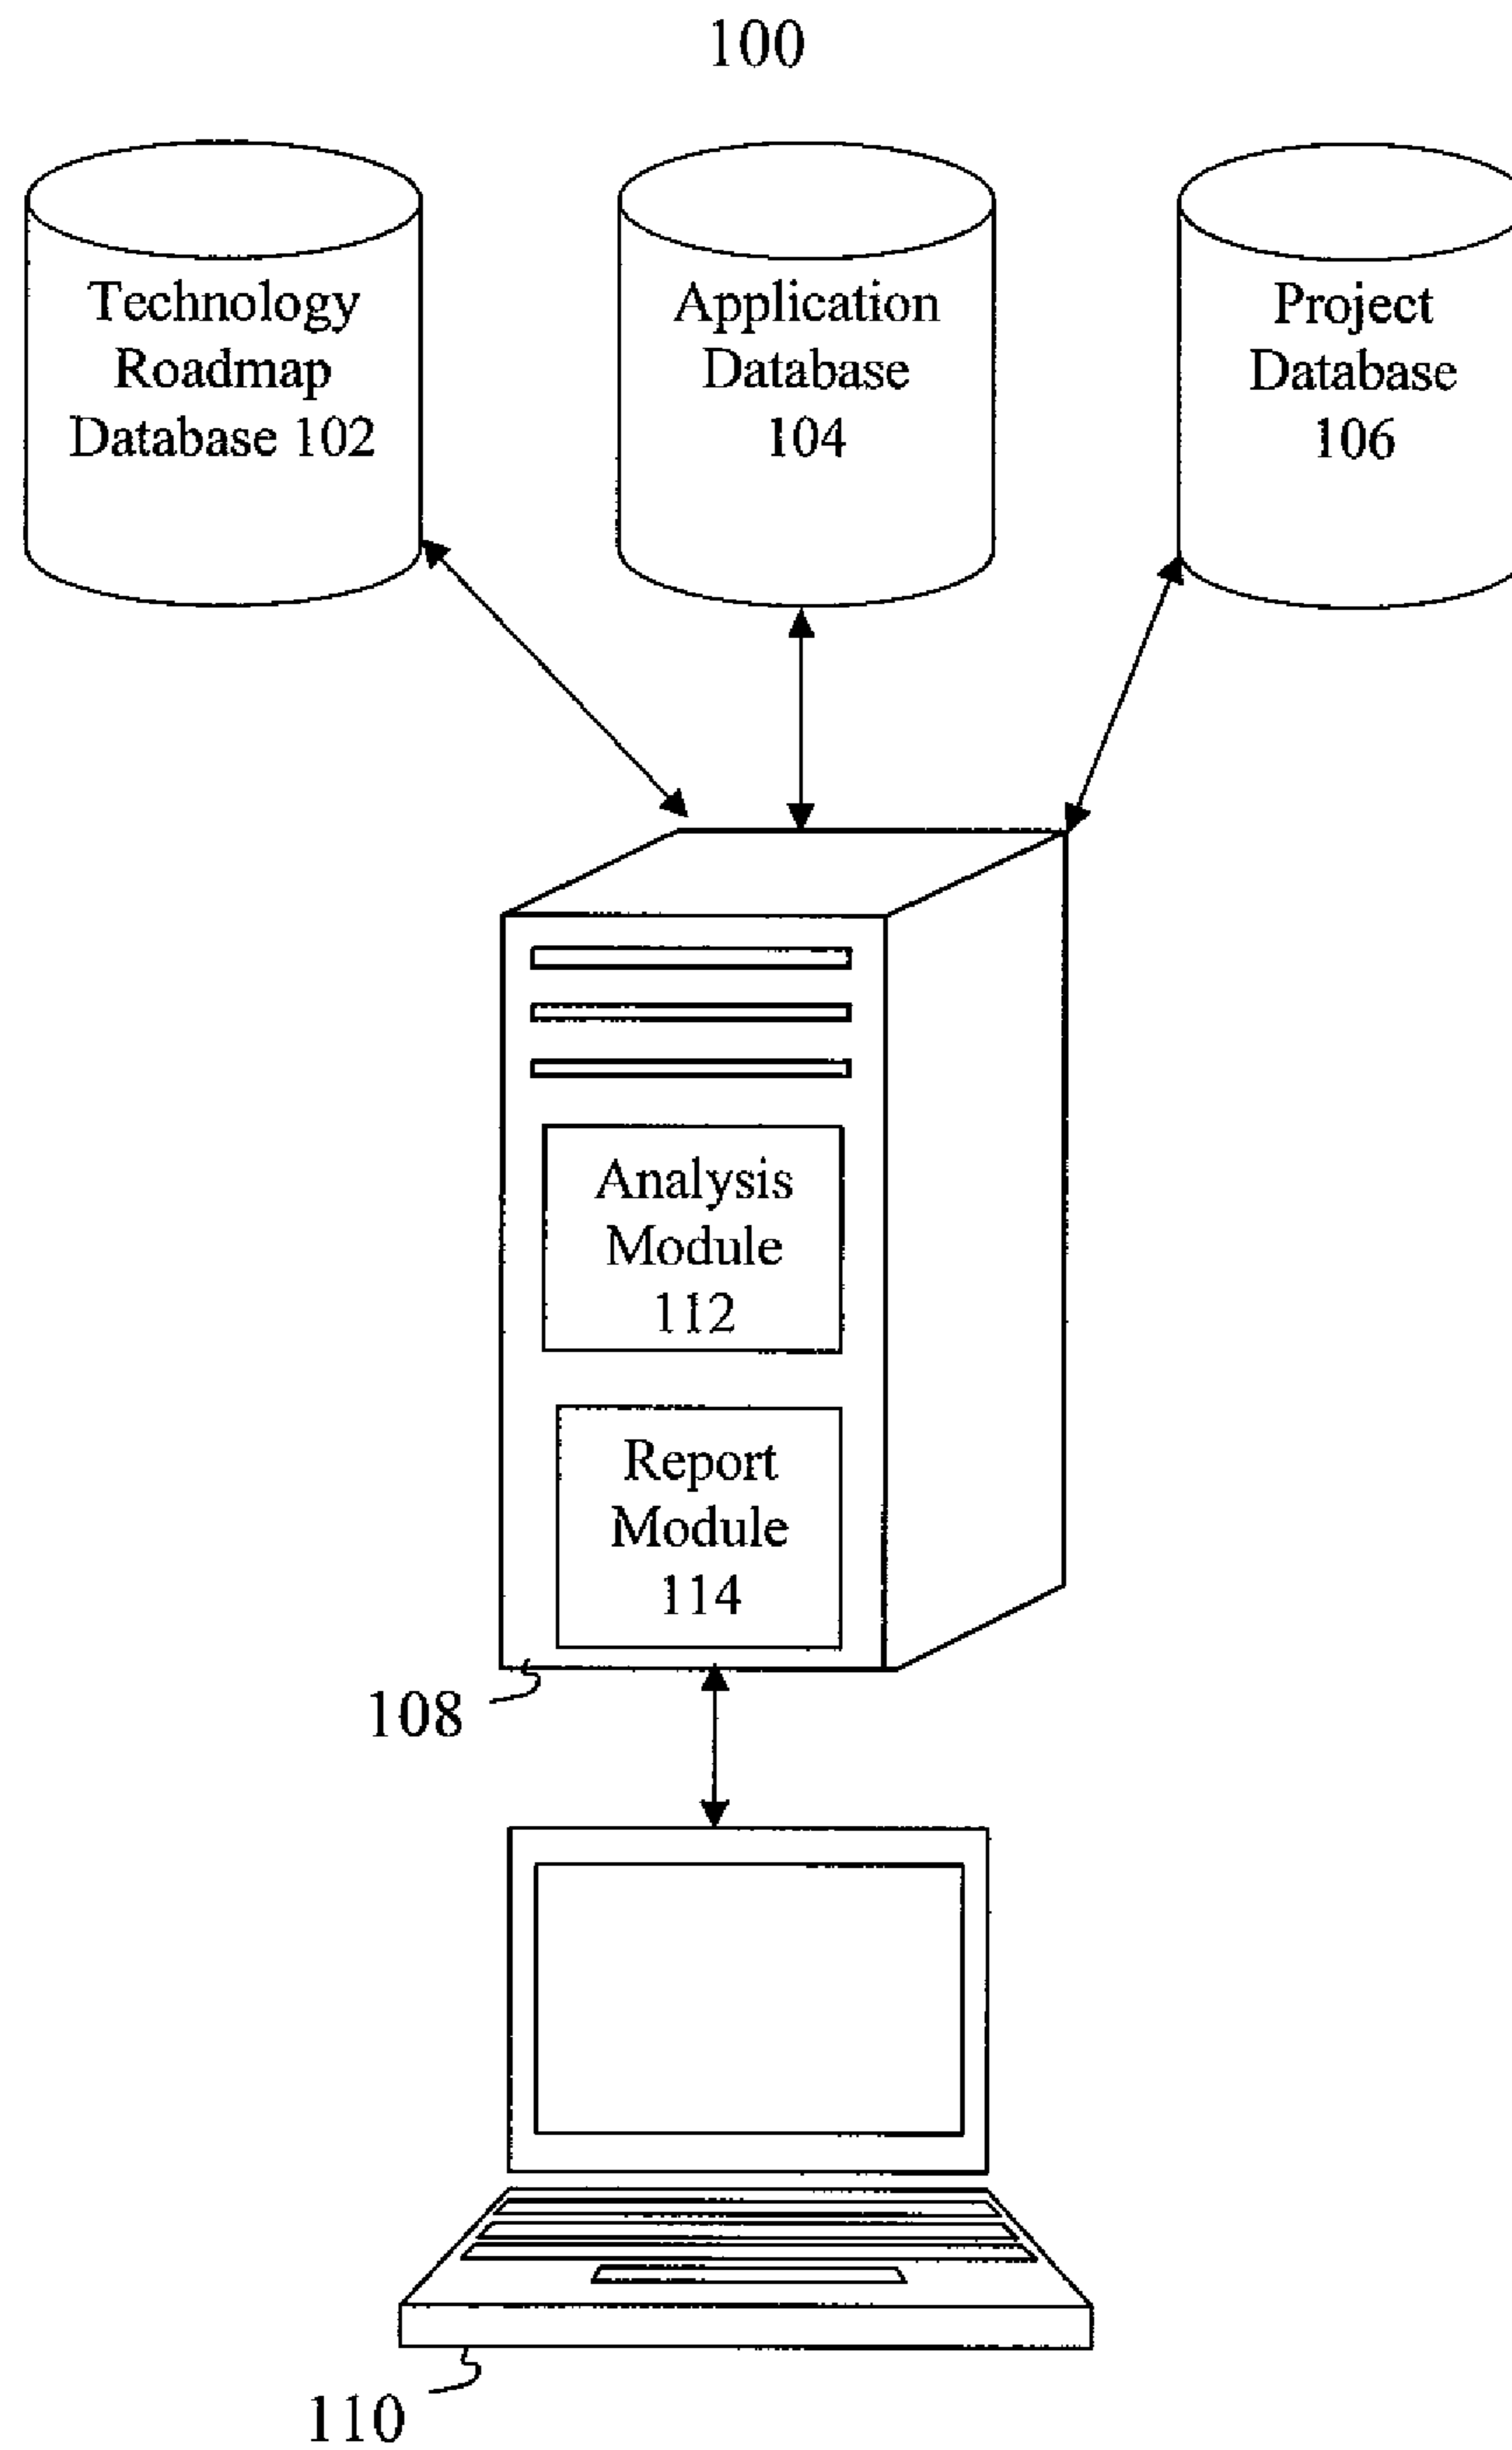 100
Technology
Roadmap
Database 102
Application
Database
104
Project
Database
106
Analysis
Module
112
Report
Module
114
108
110